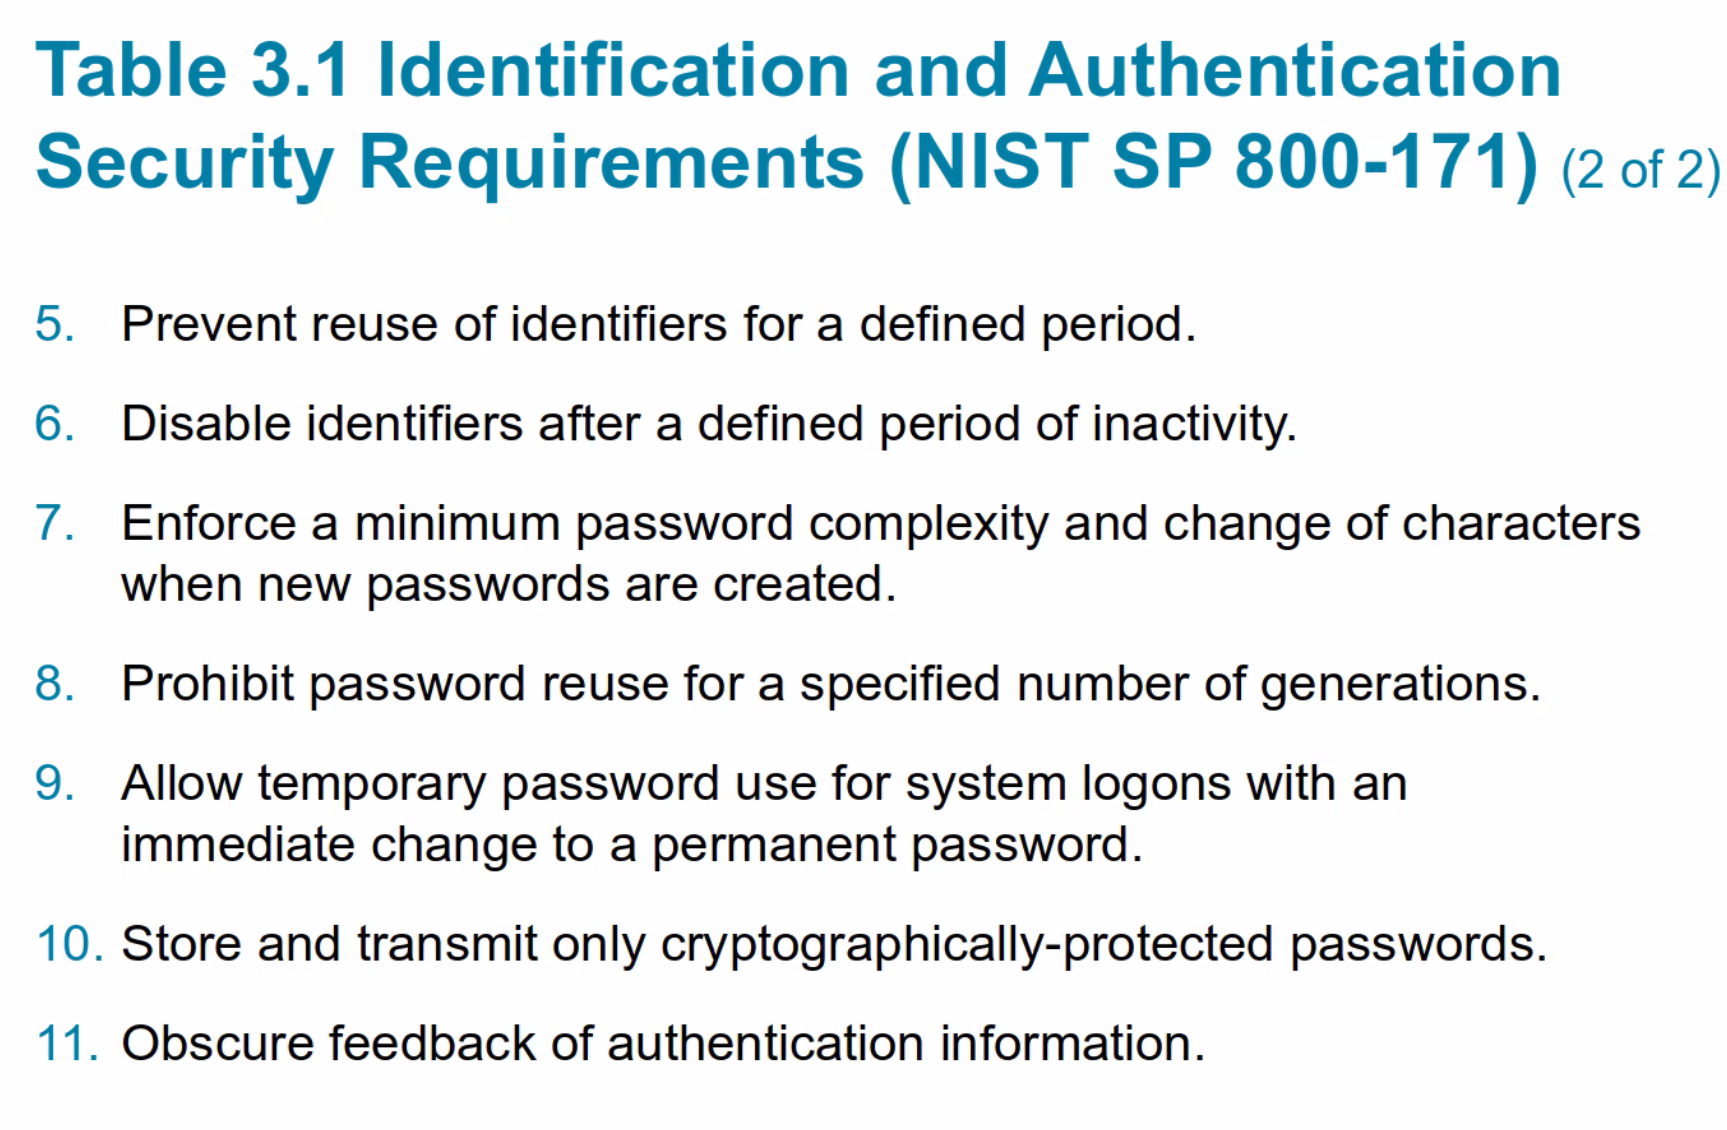 Table 3.1 Identification and Authentication
Security Requirements (NIST SP 800-171) (2 of 2)
5. Prevent reuse of identifiers for a defined period.
6. Disable identifiers after a defined period of inactivity.
7. Enforce a minimum password complexity and change of characters
when new passwords are created.
8. Prohibit password reuse for a specified number of generations.
9. Allow temporary password use for system logons with an
immediate change to a permanent password.
10. Store and transmit only cryptographically-protected passwords.
11. Obscure feedback of authentication information.